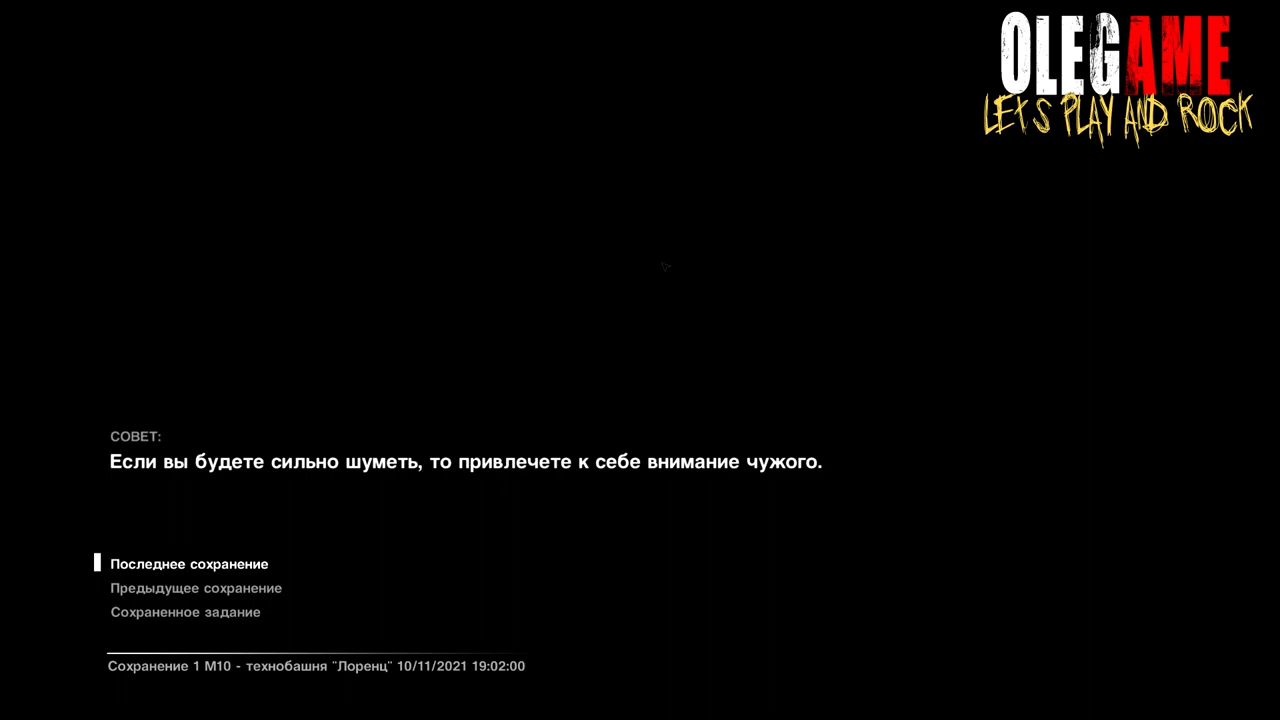 OLEGAME
LET'S PLAY AND ROCK
СОВЕТ:
Если вы будете сильно шуметь, то привлечете к себе внимание чужого.
Последнее сохранение
Предыдущее сохранение
Сохраненное задание
Сохранение 1 M10 - технобашня "Лоренц" 10/11/2021 19:02:00